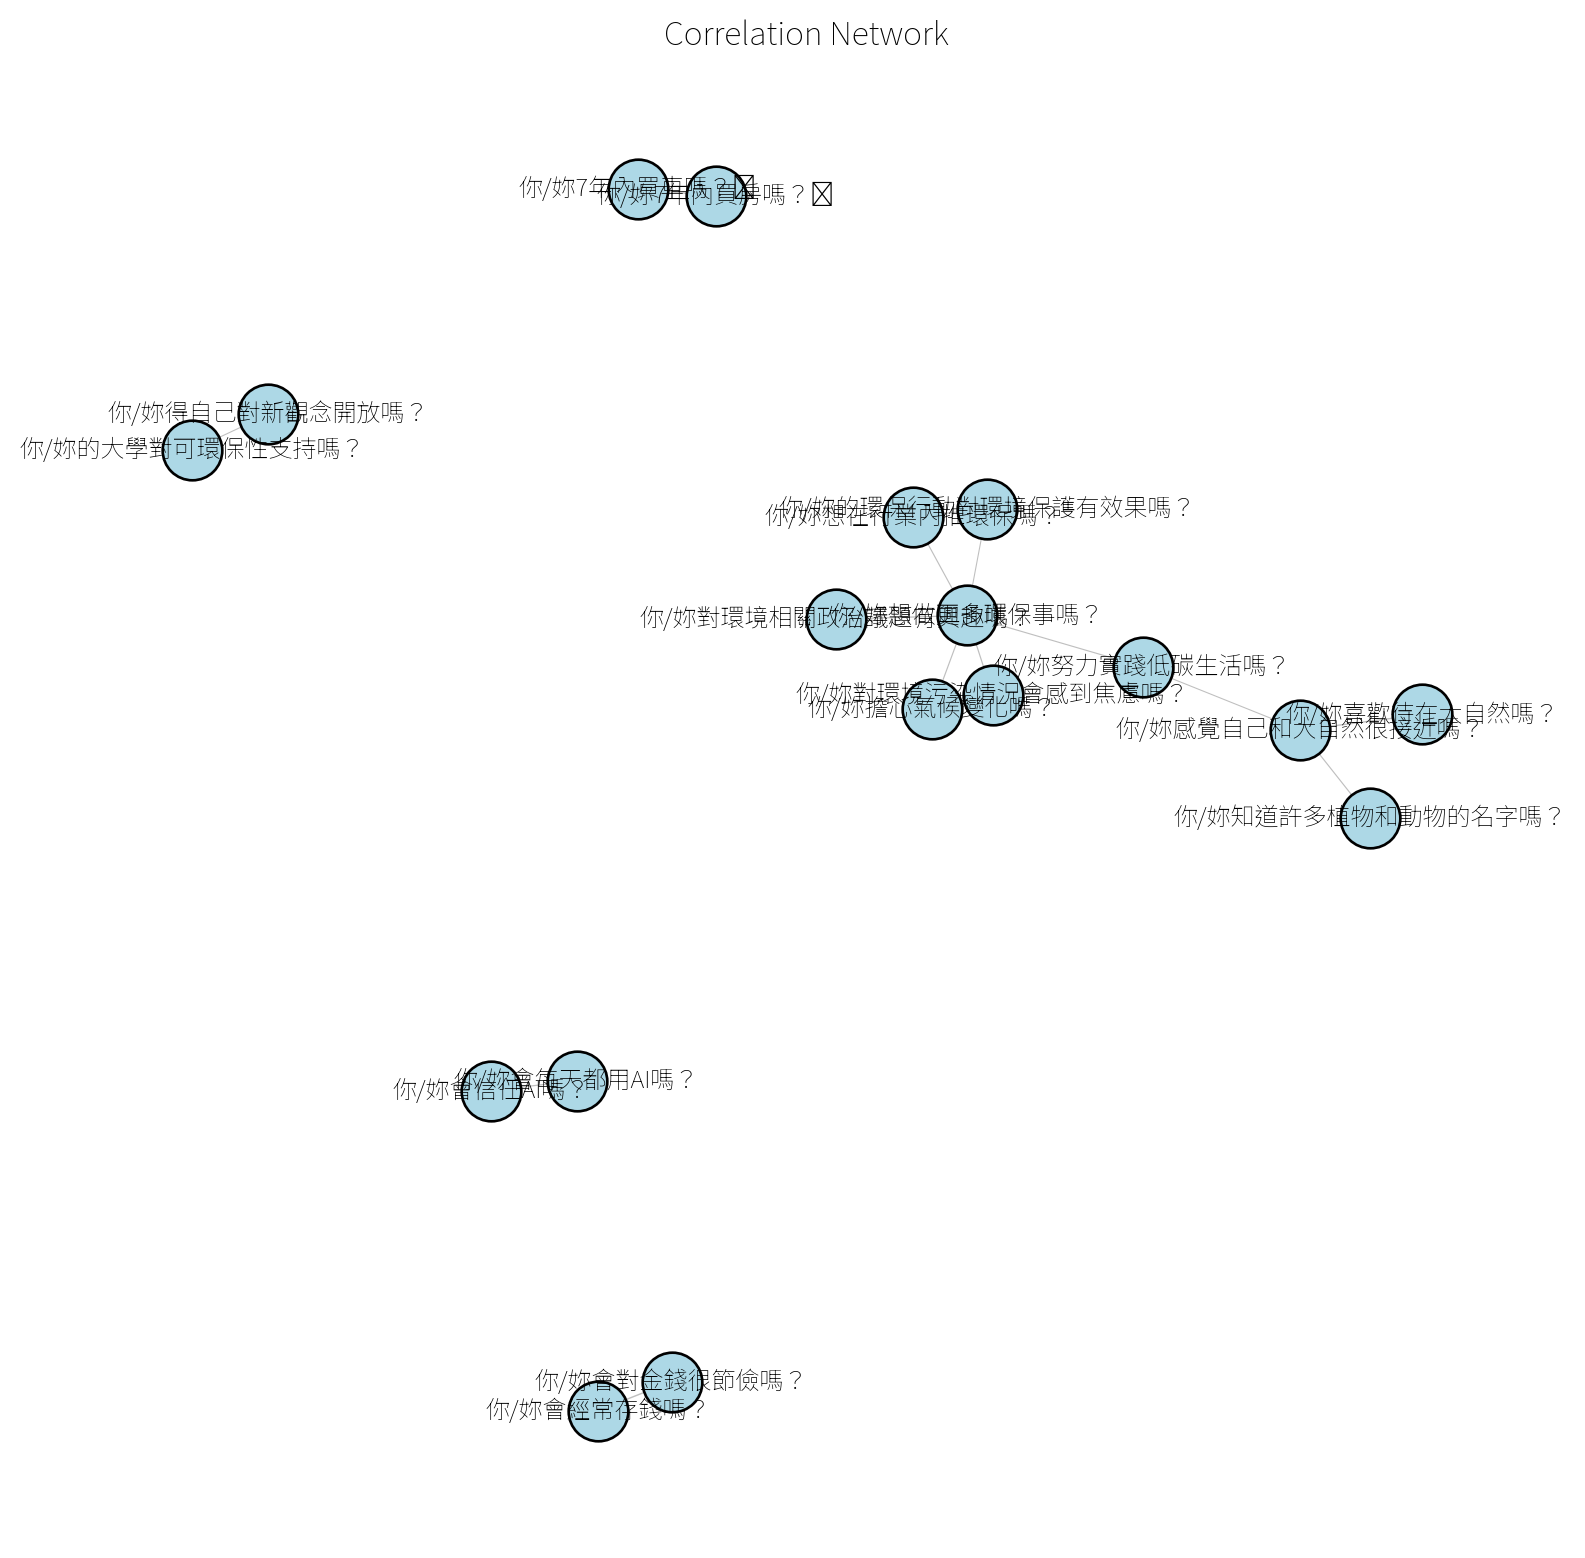 Correlation Network
你/妳7年內買車嗎？
你/妳7年內買房嗎？
你/妳得自己對新觀念開放嗎？
你/妳的大學對可環保性支持嗎？
你/妳的環保行動對環境保護有效果嗎？
你/妳想在行業內推環保嗎？
你/妳想做更多環保事嗎？
你/妳對環境相關政治議題有興趣嗎？
你/妳努力實踐低碳生活嗎？
你/妳對環境污染情況會感到焦慮嗎？
你/妳擔心氣候變化嗎？
你/妳喜歡待在大自然嗎？
你/妳感覺自己和大自然很接近嗎？
你/妳知道許多植物和動物的名字嗎？
你/妳會每天都用AI嗎？
你/妳會信任AI嗎？
你/妳會對金錢很節儉嗎？
你/妳會經常存錢嗎？